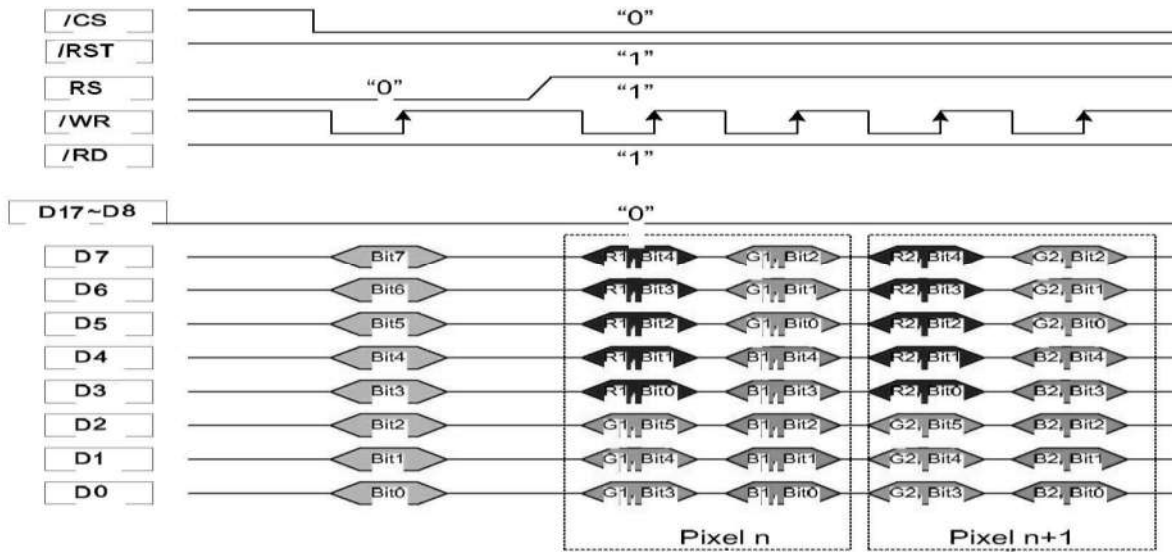 /CS “0”
/RST “1”
RS “0” “1”
/WR
/RD “1”
D17~D8 “0”
D7 Bit7 R1, Bit4 G1, Bit2 R2, Bit4 G2, Bit2
D6 Bit6 R1, Bit3 G1, Bit1 R2, Bit3 G2, Bit1
D5 Bit5 R1, Bit2 G1, Bit0 R2, Bit2 G2, Bit0
D4 Bit4 R1, Bit1 B1, Bit4 R2, Bit1 B2, Bit4
D3 Bit3 R1, Bit0 B1, Bit3 R2, Bit0 B2, Bit3
D2 Bit2 G1, Bit5 B1, Bit2 G2, Bit5 B2, Bit2
D1 Bit1 G1, Bit4 B1, Bit1 G2, Bit4 B2, Bit1
D0 Bit0 G1, Bit3 B1, Bit0 G2, Bit3 B2, Bit0
Pixel n Pixel n+1